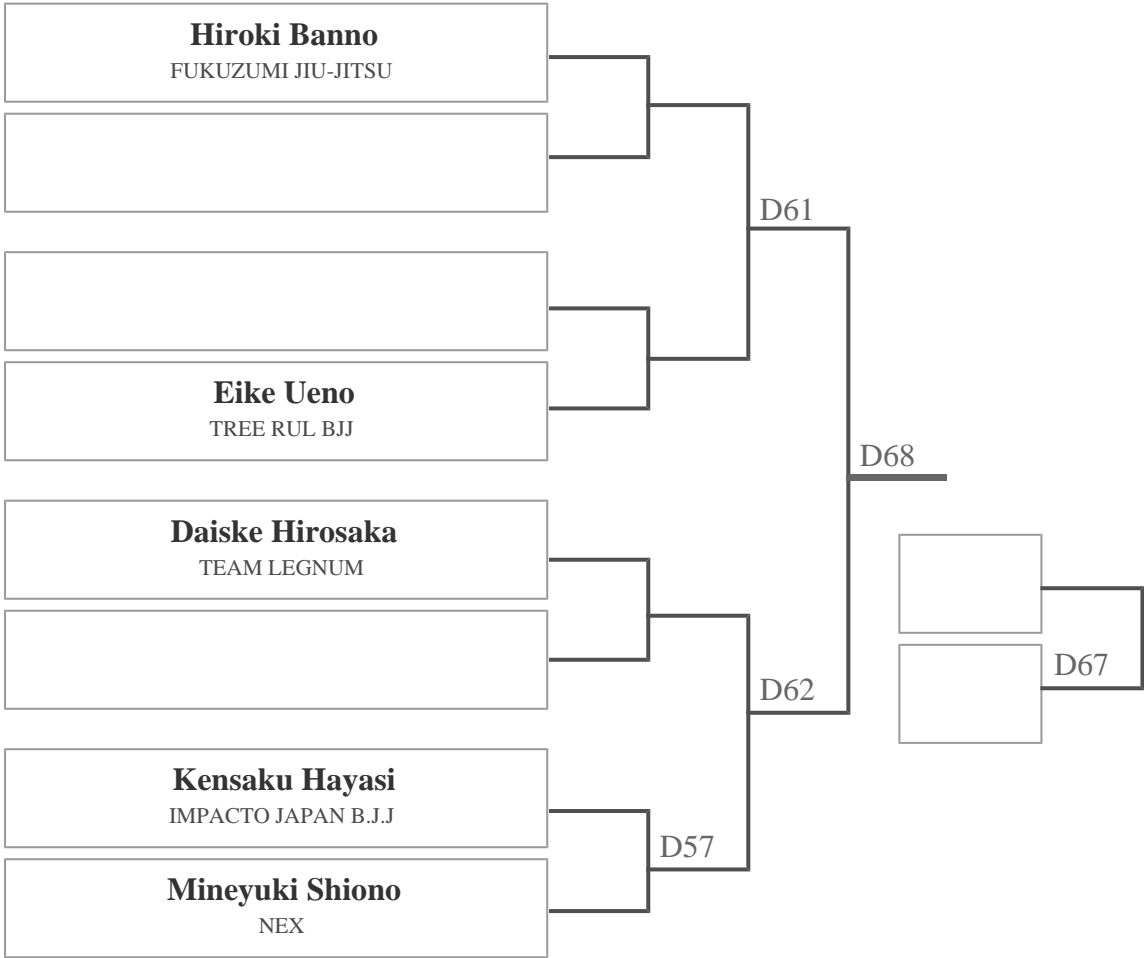 Hiroki Banno
FUKUZUMI JIU-JITSU
D61
Eike Ueno
TREE RUL BJJ
D68
Daiske Hirosaka
TEAM LEGNUM
D67
D62
Kensaku Hayasi
IMPACTO JAPAN B.J.J
D57
Mineyuki Shiono
NEX